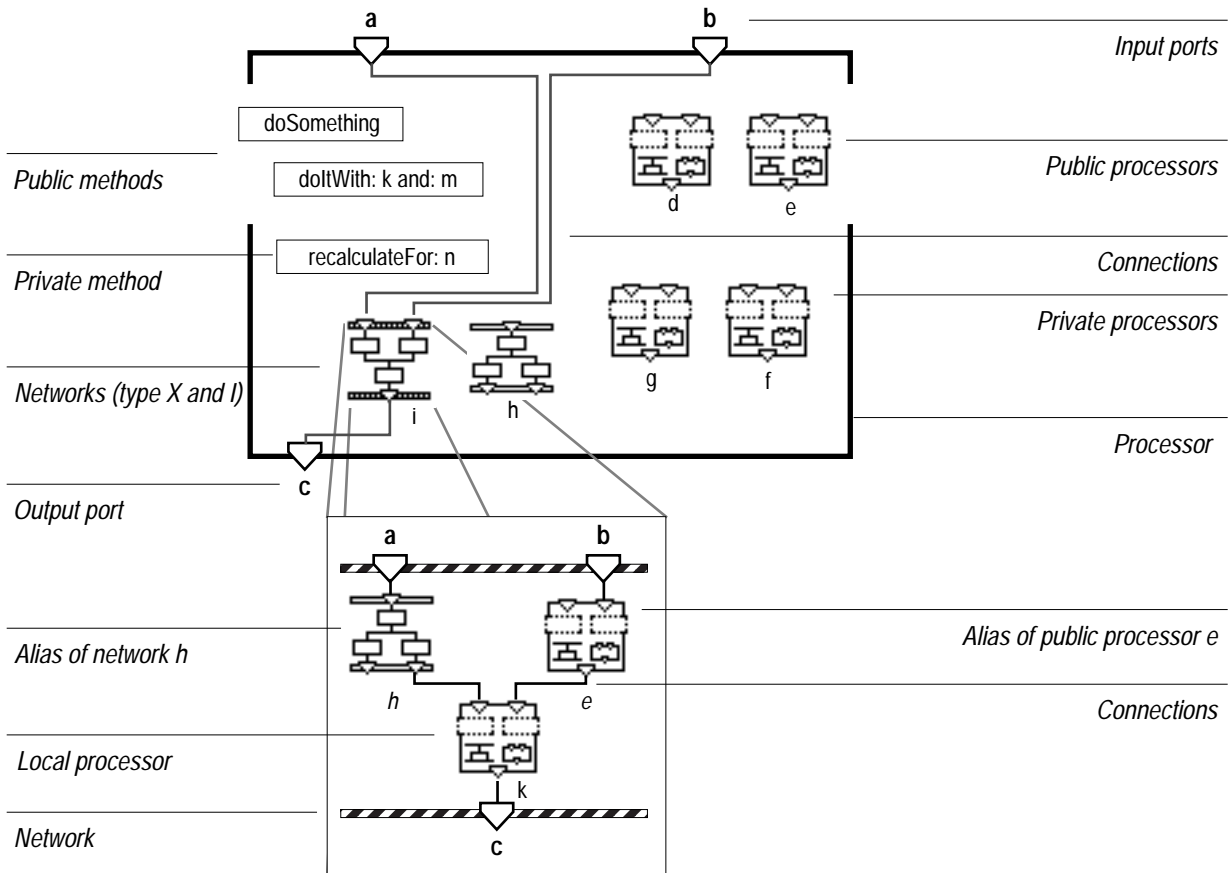 a
b
Input ports
doSomething
Public methods
doItWith: k and: m
Public processors
d
e
recalculateFor: n
Private method
Connections
Private processors
g
f
Networks (type X and I)
i
h
Processor
c
Output port
a
b
Alias of network h
Alias of public processor e
h
e
Connections
Local processor
k
Network
c